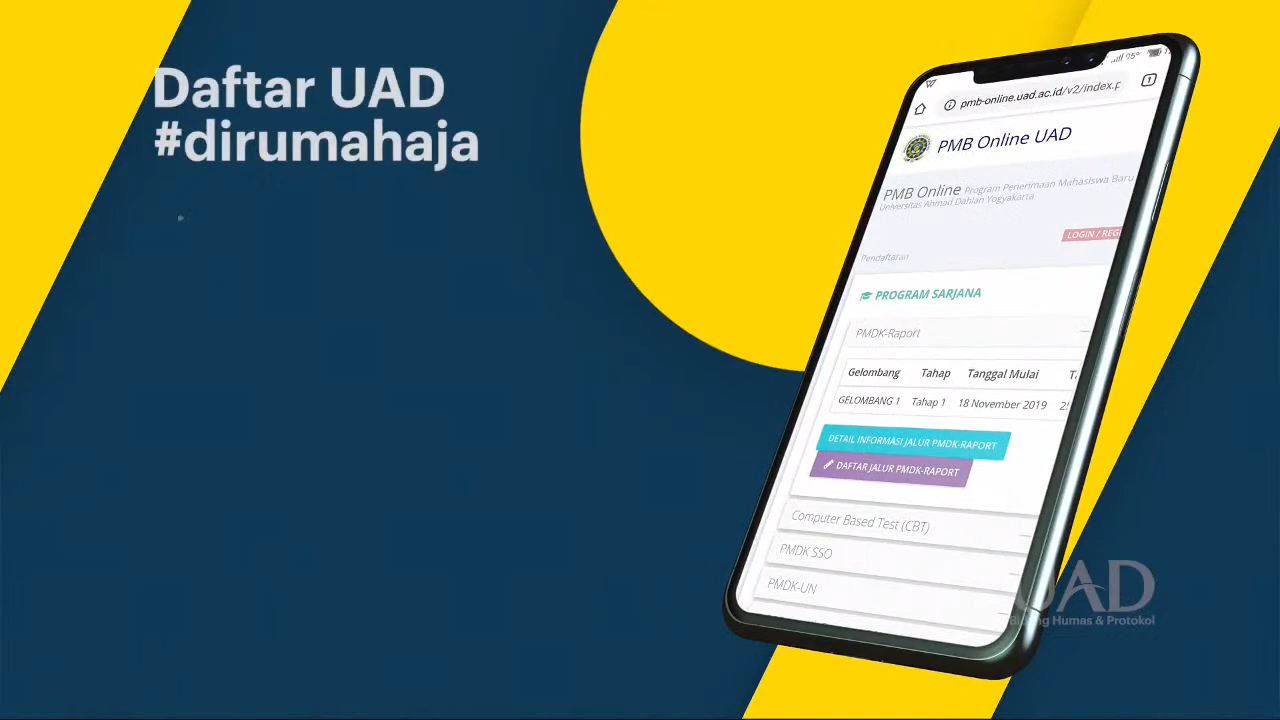 Daftar UAD
#dirumahaja
95%
1
pmb-online.uad.ac.id/v2/index.p
PMB Online UAD
PMB Online Program Penerimaan Mahasiswa Baru
Universitas Ahmad Dahlan Yogyakarta
LOGIN / REG
Pendaftaran
PROGRAM SARJANA
PMDK-Raport
Gelombang Tahap Tanggal Mulai
GELOMBANG 1 Tahap 1 18 November 2019
DETAIL INFORMASI JALUR PMDK-RAPORT
DAFTAR JALUR PMDK-RAPORT
Computer Based Test (CBT)
PMDK SSO
PMDK-UN
UAD
Bidang Humas & Protokol